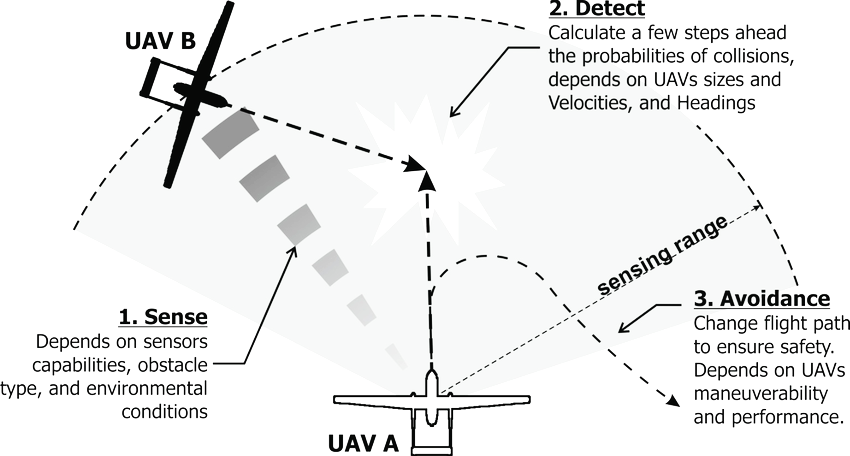 UAV B
2. Detect
Calculate a few steps ahead
the probabilities of collisions,
depends on UAVs sizes and
Velocities, and Headings
sensing range
1. Sense
Depends on sensors
capabilities, obstacle
type, and environmental
conditions
3. Avoidance
Change flight path
to ensure safety.
Depends on UAVs
maneuverability
and performance.
UAV A